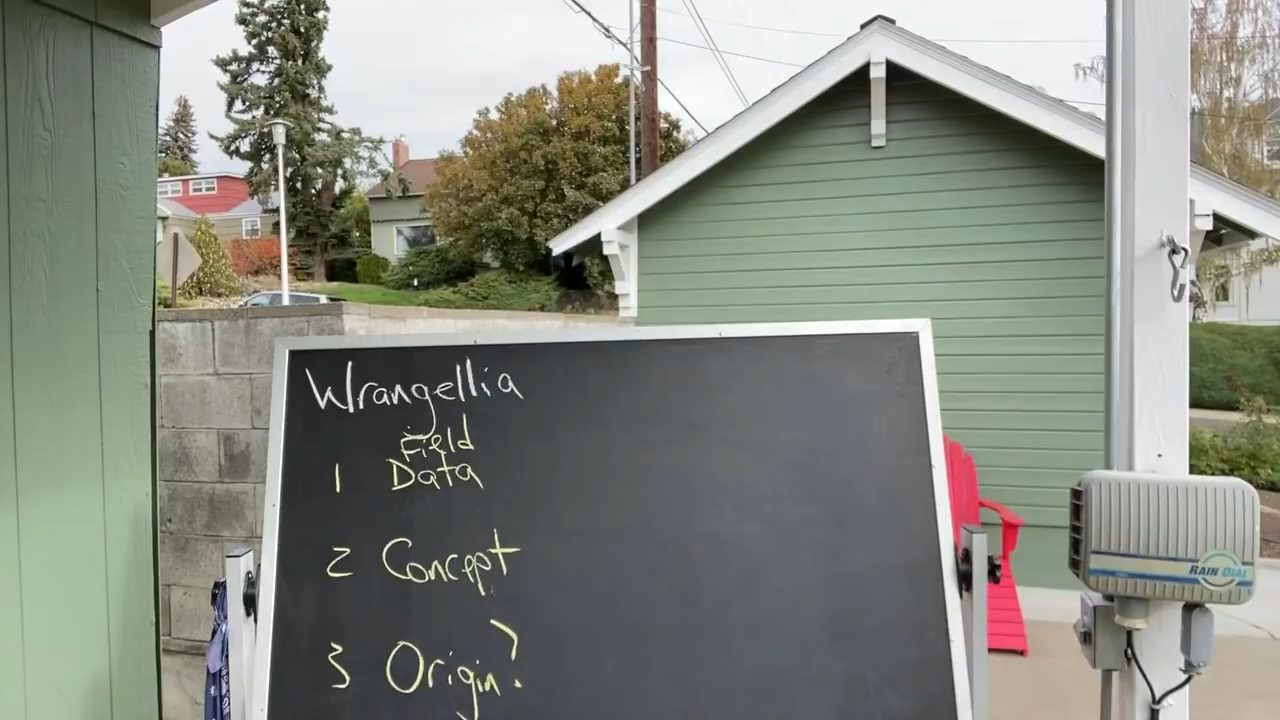 Wrangellia
Field
1 Data
2 Concept
3 Origin?
RAIN DIAL